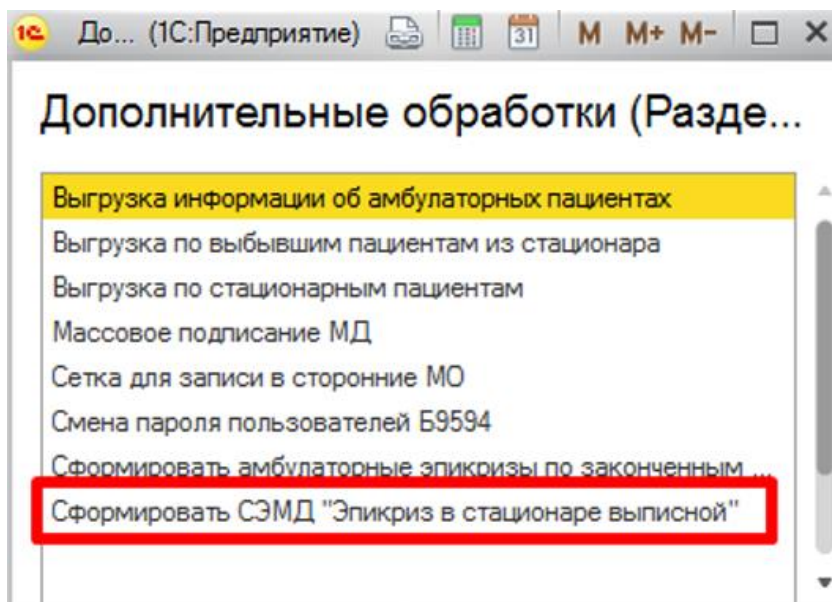 1С До... (1С:Предприятие) 31 M M+ M-
Дополнительные обработки (Разде...
Выгрузка информации об амбулаторных пациентах
Выгрузка по выбывшим пациентам из стационара
Выгрузка по стационарным пациентам
Массовое подписание МД
Сетка для записи в сторонние МО
Смена пароля пользователей Б9594
Сформировать амбулаторные эпикризы по законченным ...
Сформировать СЭМД "Эпикриз в стационаре выписной"